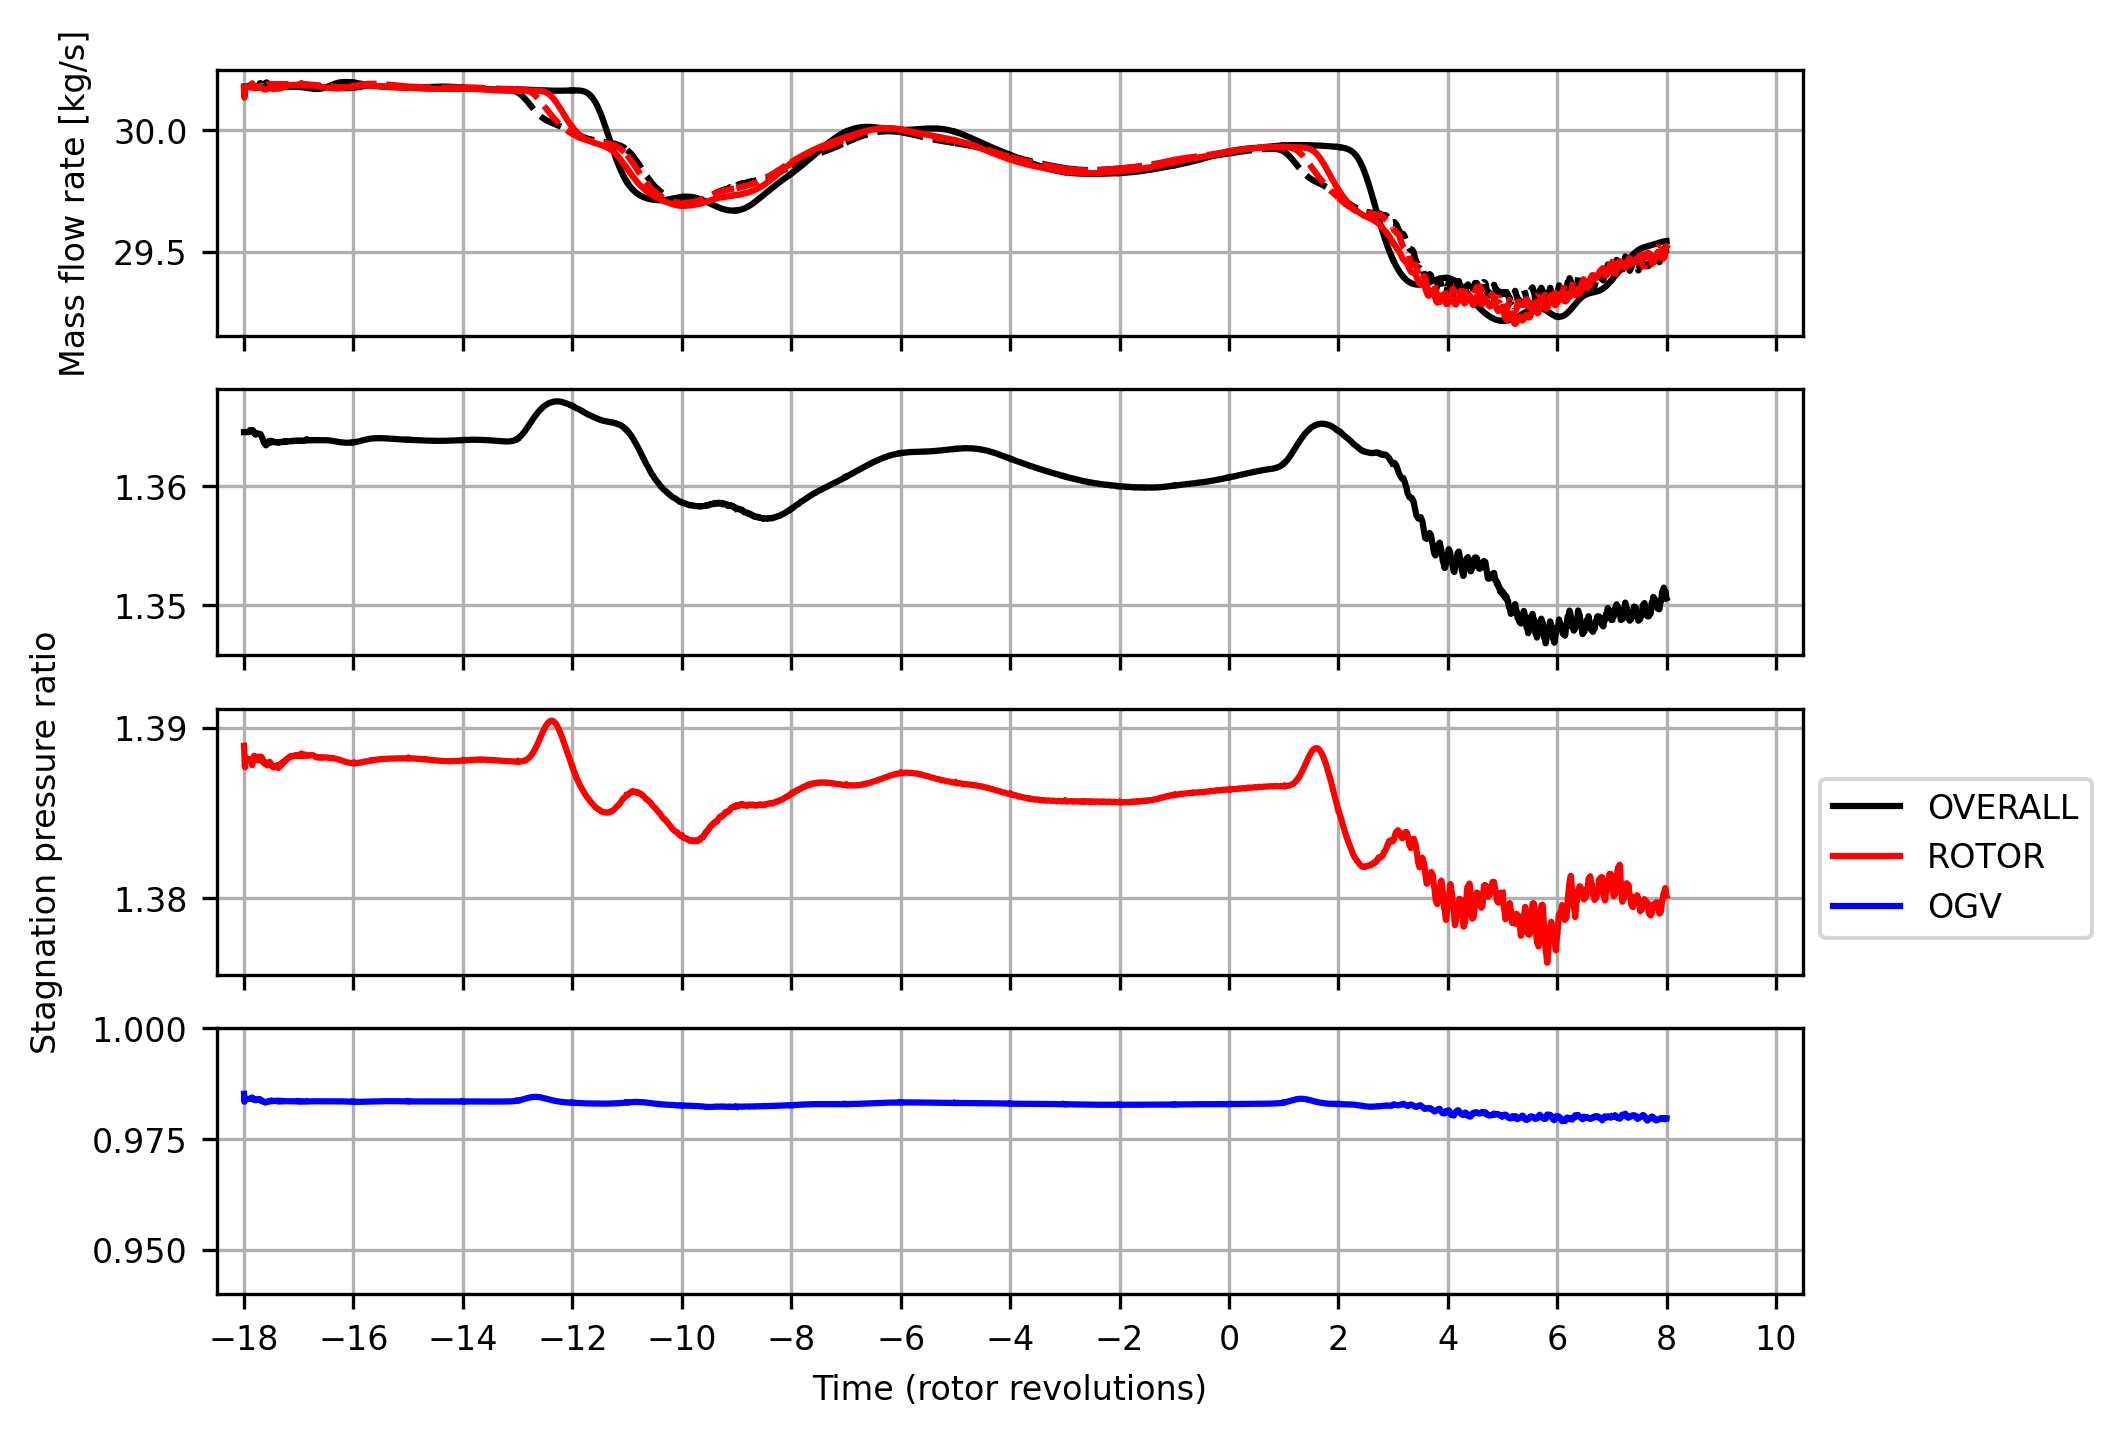 Mass flow rate [kg/s]
30.0
29.5
Stagnation pressure ratio
1.36
1.35
1.39
1.38
1.000
0.975
0.950
−18 −16 −14 −12 −10 −8 −6 −4 −2 0 2 4 6 8 10
Time (rotor revolutions)
OVERALL
ROTOR
OGV